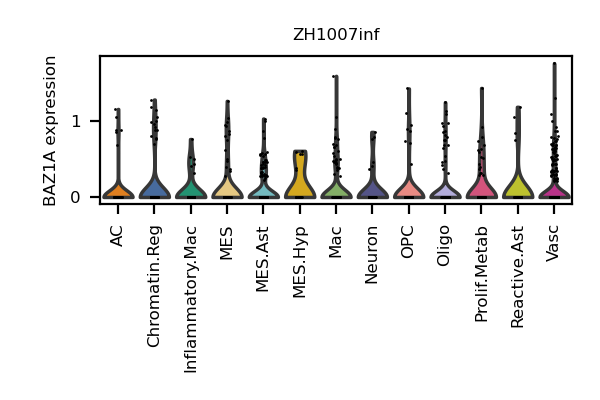 ZH1007inf
BAZ1A expression
1
0
AC
Chromatin.Reg
Inflammatory.Mac
MES
MES.Ast
MES.Hyp
Mac
Neuron
OPC
Oligo
Prolif.Metab
Reactive.Ast
Vasc